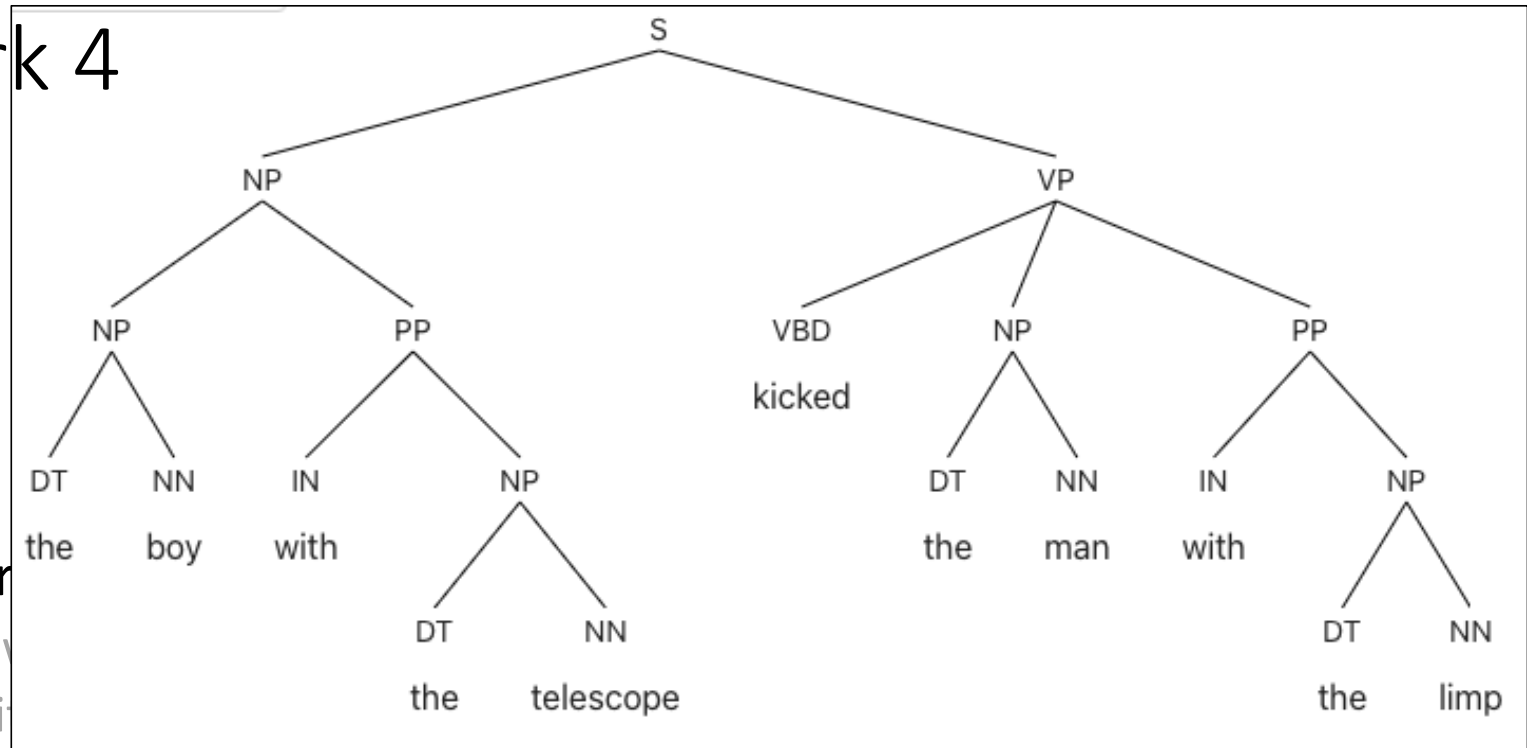 k 4
S
NP VP
NP PP VBD NP PP
kicked
DT NN IN NP DT NN IN NP
the boy with the man with
DT NN DT NN
the telescope the limp